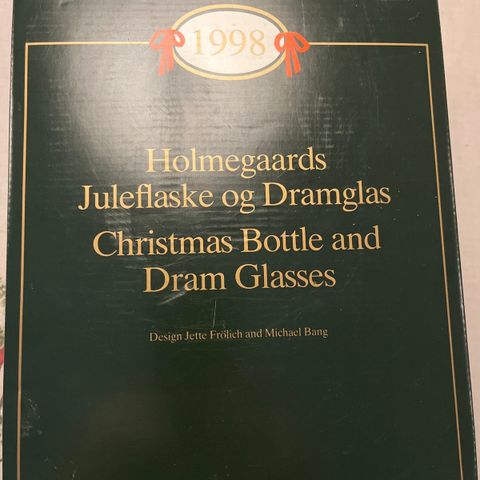 1998
Holmegaards
Juleflaske og Dramglas
Christmas Bottle and
Dram Glasses
Design Jette Frölich and Michael Bang